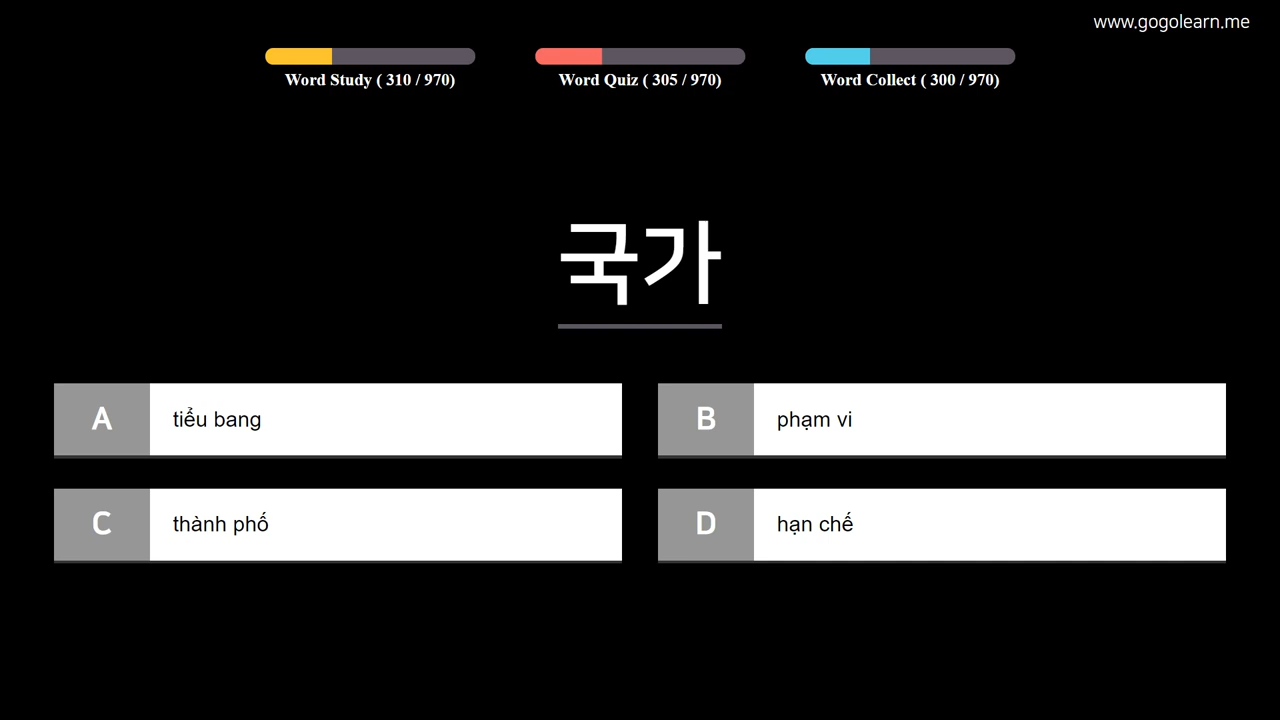 www.gogolearn.me
Word Study ( 310 / 970)
Word Quiz ( 305 / 970)
Word Collect ( 300 / 970)
국가
A tiểu bang
B phạm vi
C thành phố
D hạn chế